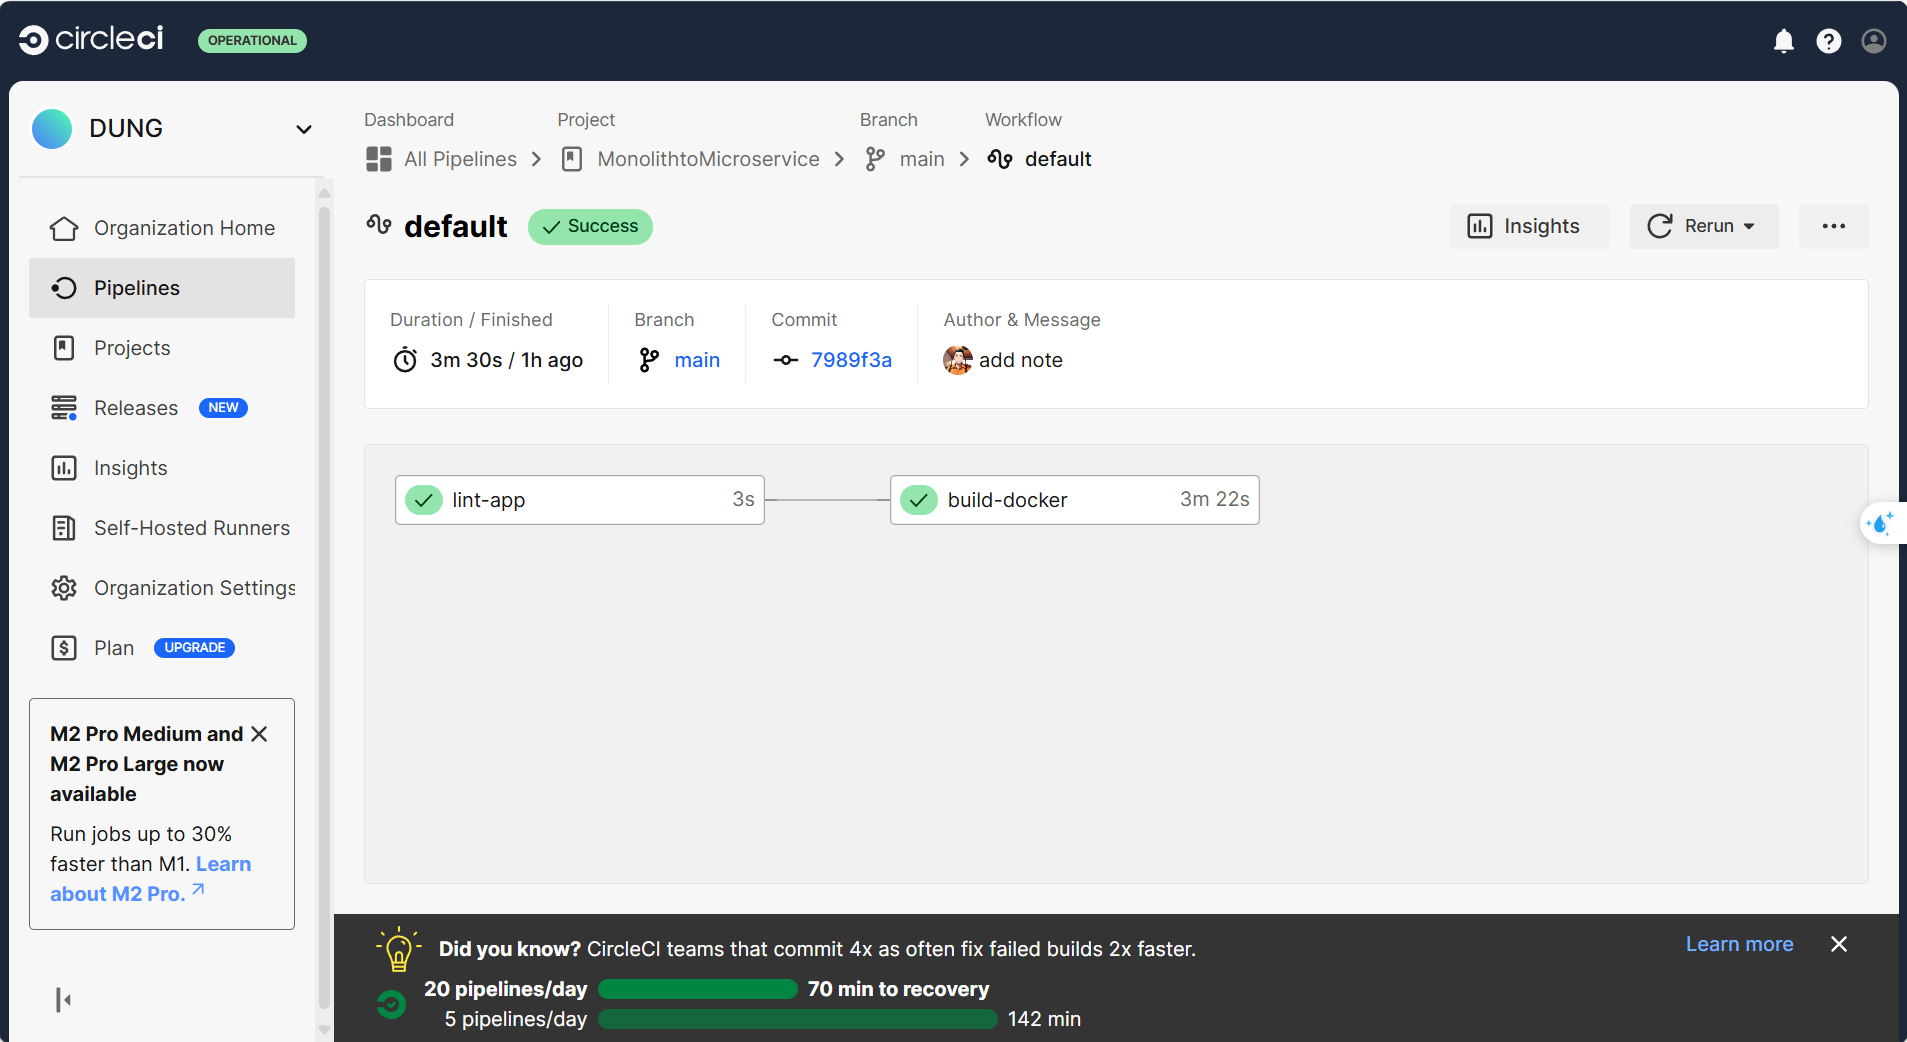 circleci
OPERATIONAL
DUNG
Organization Home
Pipelines
Projects
Releases NEW
Insights
Self-Hosted Runners
Organization Settings
Plan UPGRADE
M2 Pro Medium and
M2 Pro Large now
available
Run jobs up to 30%
faster than M1. Learn
about M2 Pro.
Dashboard Project Branch Workflow
All Pipelines MonolithtoMicroservice main default
default Success Insights Rerun
Duration / Finished Branch Commit Author & Message
3m 30s / 1h ago main 7989f3a add note
lint-app 3s build-docker 3m 22s
Did you know? CircleCI teams that commit 4x as often fix failed builds 2x faster. Learn more
20 pipelines/day 70 min to recovery
5 pipelines/day 142 min